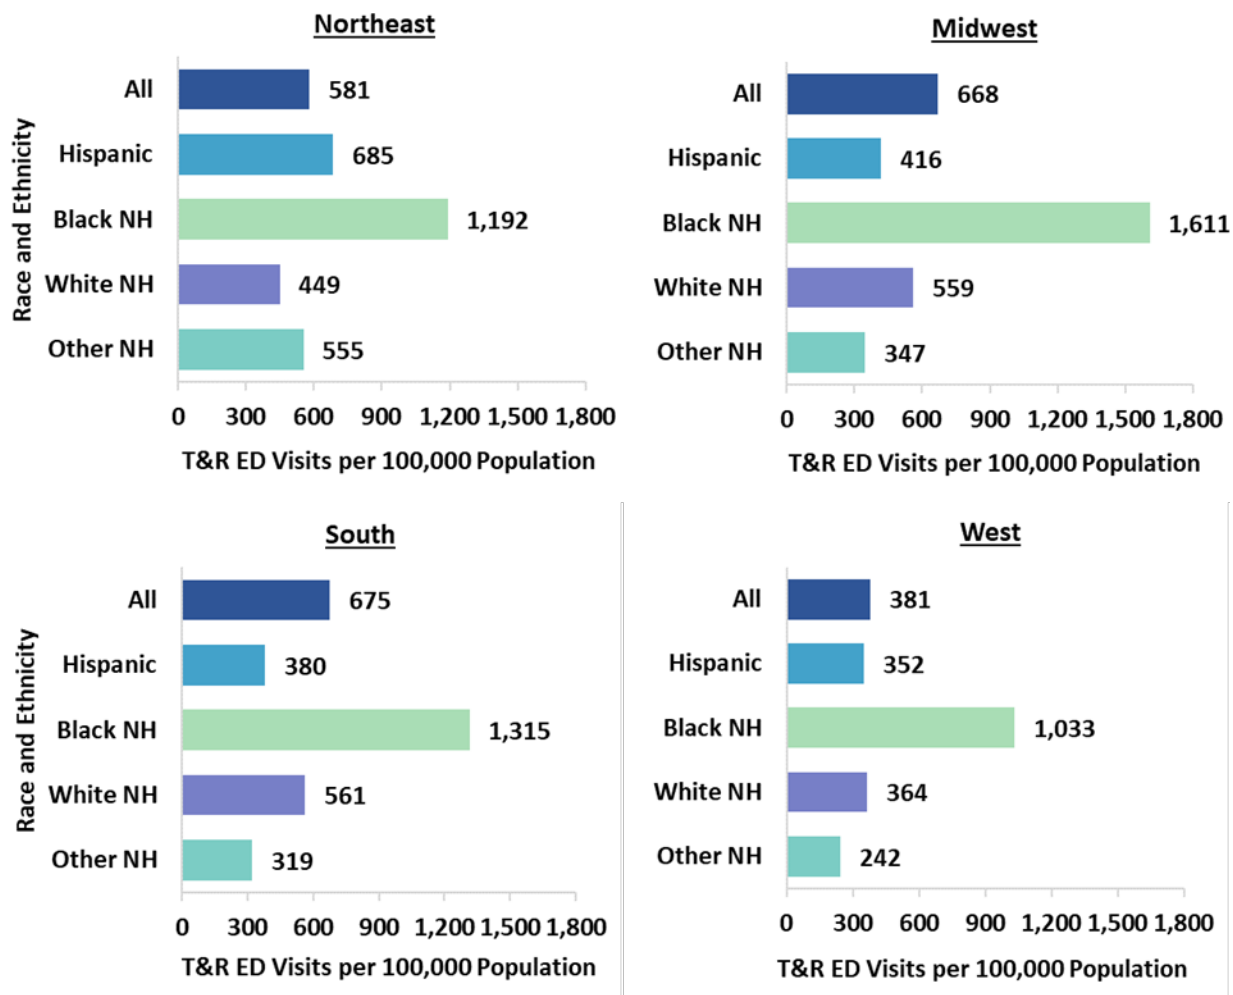 Northeast
Race and Ethnicity
All 581
Hispanic 685
Black NH 1,192
White NH 449
Other NH 555
0 300 600 900 1,200 1,500 1,800
T&R ED Visits per 100,000 Population
Midwest
All 668
Hispanic 416
Black NH 1,611
White NH 559
Other NH 347
0 300 600 900 1,200 1,500 1,800
T&R ED Visits per 100,000 Population
South
Race and Ethnicity
All 675
Hispanic 380
Black NH 1,315
White NH 561
Other NH 319
0 300 600 900 1,200 1,500 1,800
T&R ED Visits per 100,000 Population
West
All 381
Hispanic 352
Black NH 1,033
White NH 364
Other NH 242
0 300 600 900 1,200 1,500 1,800
T&R ED Visits per 100,000 Population